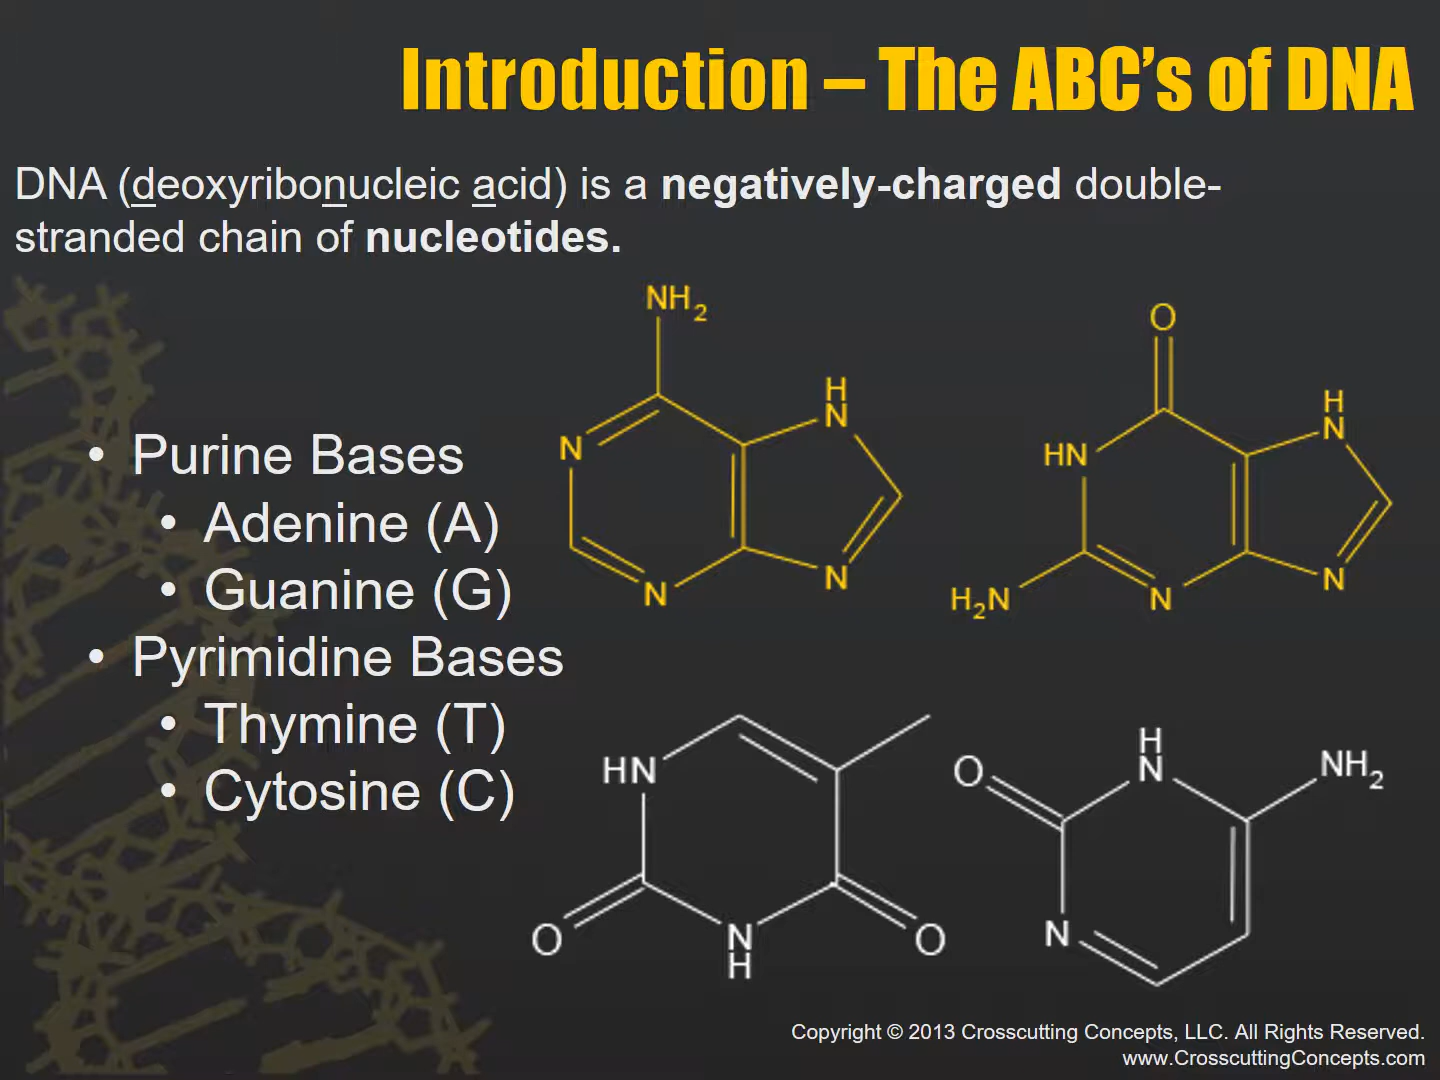 Introduction – The ABC’s of DNA
DNA (deoxyribonucleic acid) is a negatively-charged double-
stranded chain of nucleotides.
• Purine Bases
• Adenine (A)
• Guanine (G)
• Pyrimidine Bases
• Thymine (T)
• Cytosine (C)
NH2
N
H
N
N
N
O
HN
H
N
H2N
N
N
HN
O
N
H
O
O
H
N
NH2
N
Copyright © 2013 Crosscutting Concepts, LLC. All Rights Reserved.
www.CrosscuttingConcepts.com